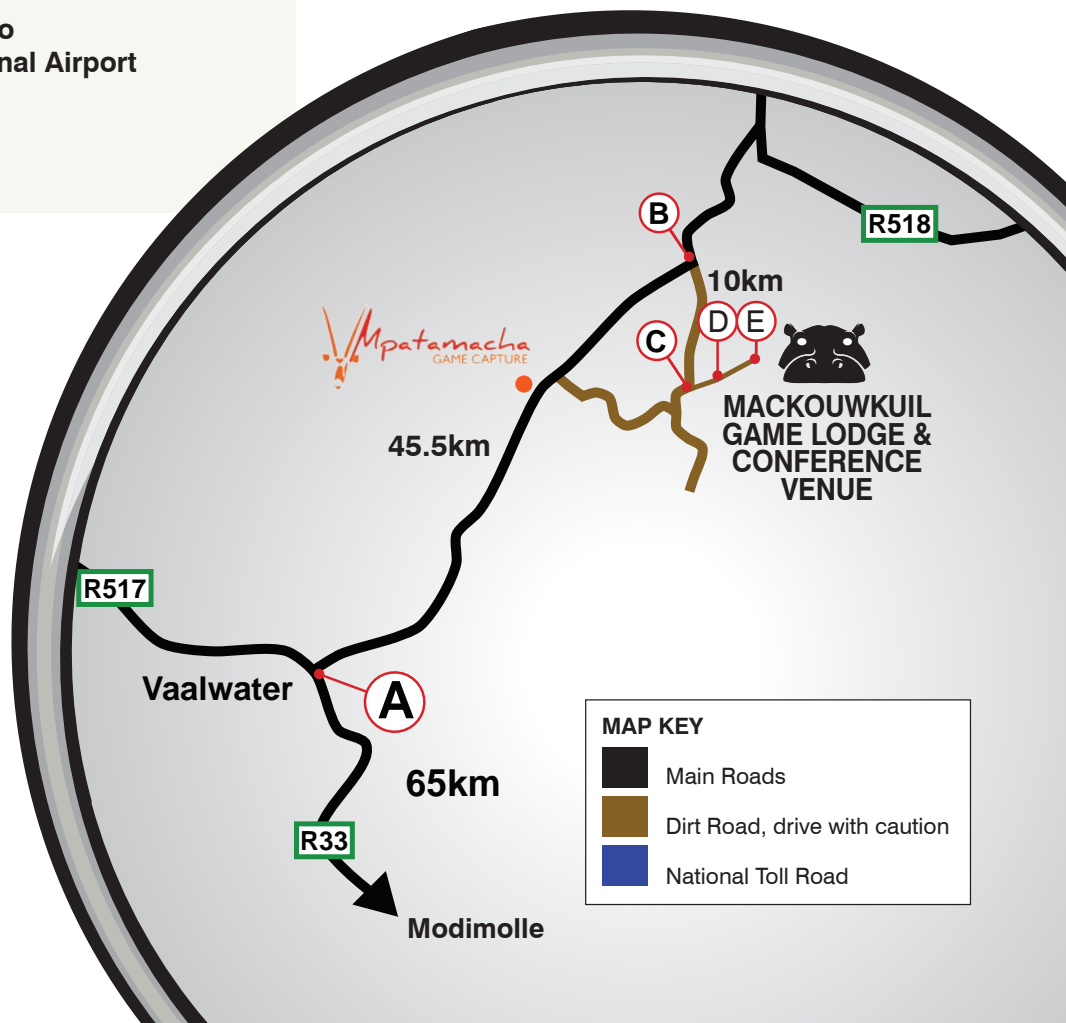 o
nal Airport
B
R518
10km
D
E
C
Mpatamacha
GAME CAPTURE
MACKOUWKUIL
GAME LODGE &
CONFERENCE
VENUE
45.5km
R517
Vaalwater
A
65km
R33
Modimolle
MAP KEY
Main Roads
Dirt Road, drive with caution
National Toll Road